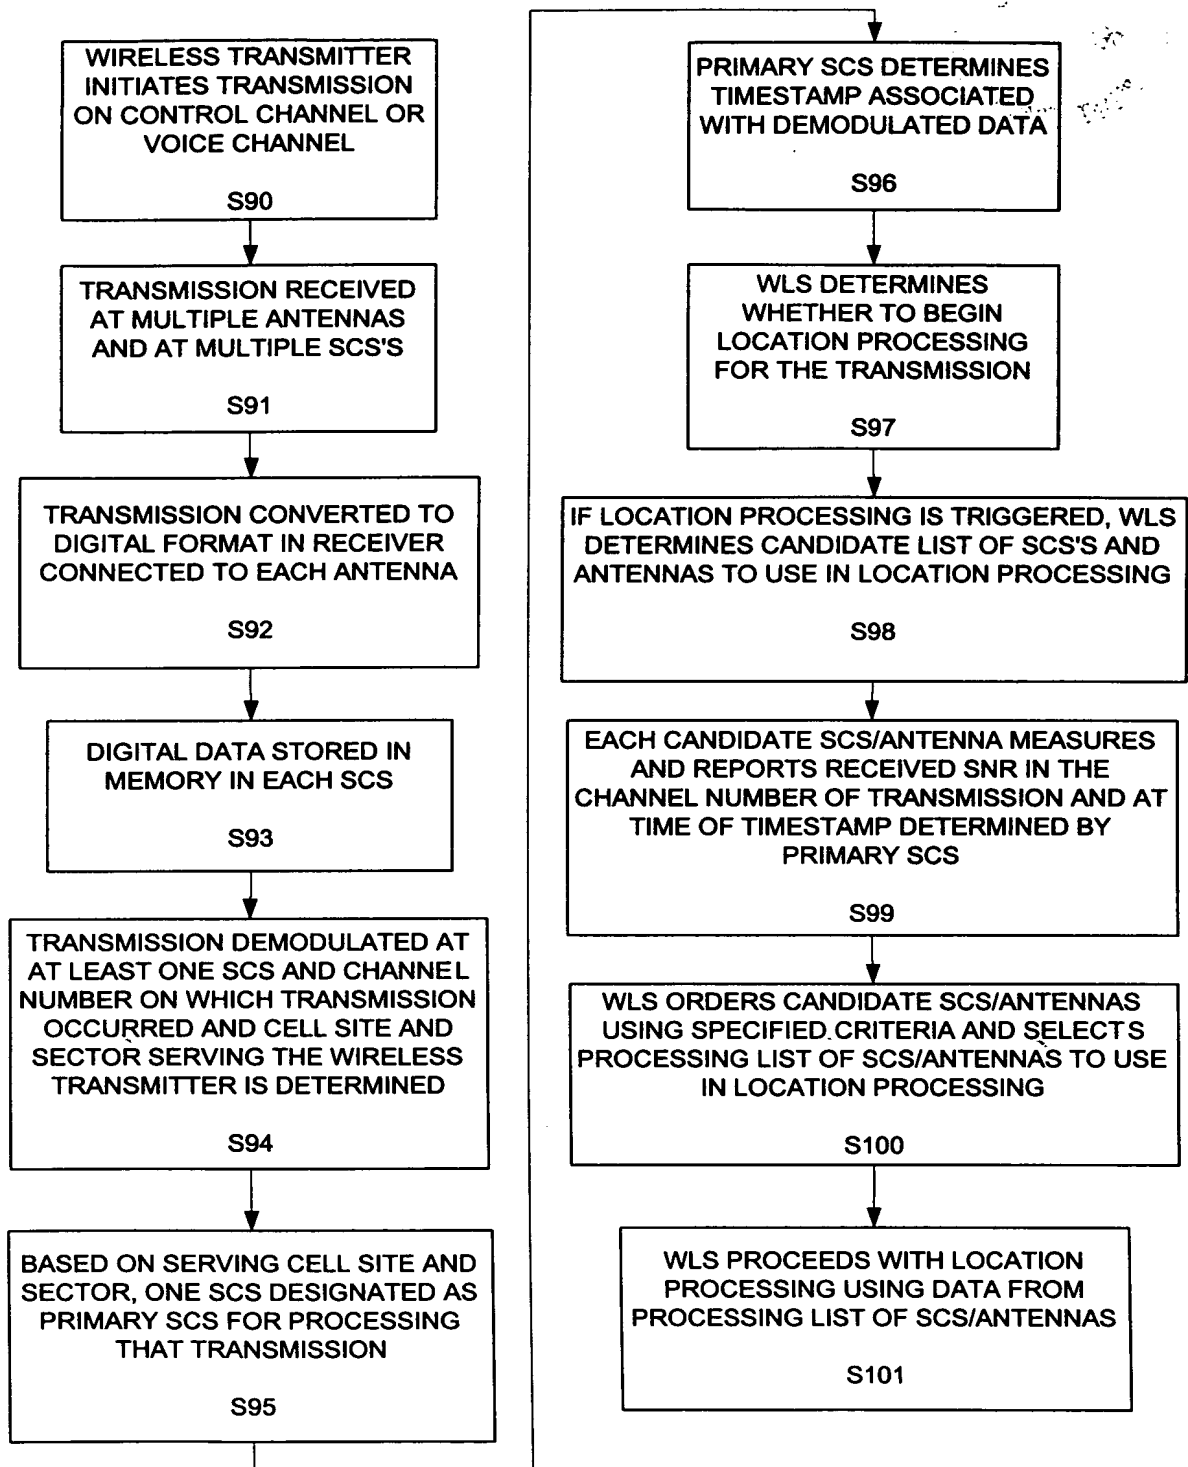 WIRELESS TRANSMITTER
INITIATES TRANSMISSION
ON CONTROL CHANNEL OR
VOICE CHANNEL
S90
TRANSMISSION RECEIVED
AT MULTIPLE ANTENNAS
AND AT MULTIPLE SCS'S
S91
TRANSMISSION CONVERTED TO
DIGITAL FORMAT IN RECEIVER
CONNECTED TO EACH ANTENNA
S92
DIGITAL DATA STORED IN
MEMORY IN EACH SCS
S93
TRANSMISSION DEMODULATED AT
AT LEAST ONE SCS AND CHANNEL
NUMBER ON WHICH TRANSMISSION
OCCURRED AND CELL SITE AND
SECTOR SERVING THE WIRELESS
TRANSMITTER IS DETERMINED
S94
BASED ON SERVING CELL SITE AND
SECTOR, ONE SCS DESIGNATED AS
PRIMARY SCS FOR PROCESSING
THAT TRANSMISSION
S95
PRIMARY SCS DETERMINES
TIMESTAMP ASSOCIATED
WITH DEMODULATED DATA
S96
WLS DETERMINES
WHETHER TO BEGIN
LOCATION PROCESSING
FOR THE TRANSMISSION
S97
IF LOCATION PROCESSING IS TRIGGERED, WLS
DETERMINES CANDIDATE LIST OF SCS'S AND
ANTENNAS TO USE IN LOCATION PROCESSING
S98
EACH CANDIDATE SCS/ANTENNA MEASURES
AND REPORTS RECEIVED SNR IN THE
CHANNEL NUMBER OF TRANSMISSION AND AT
TIME OF TIMESTAMP DETERMINED BY
PRIMARY SCS
S99
WLS ORDERS CANDIDATE SCS/ANTENNAS
USING SPECIFIED CRITERIA AND SELECTS
PROCESSING LIST OF SCS/ANTENNAS TO USE
IN LOCATION PROCESSING
S100
WLS PROCEEDS WITH LOCATION
PROCESSING USING DATA FROM
PROCESSING LIST OF SCS/ANTENNAS
S101